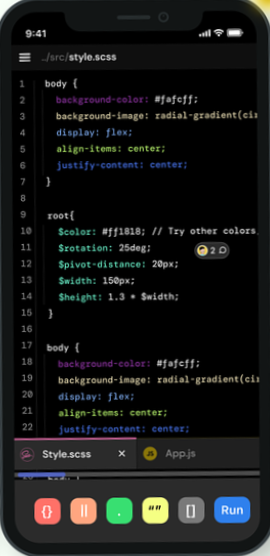 9:41
../src/style.scss
1 body {
2 background-color: #fafcff;
3 background-image: radial-gradient(ci
4 display: flex;
5 align-items: center;
6 justify-content: center;
7 }
8
9 root{
10 $color: #ff1818; // Try other colors
11 $rotation: 25deg;
2
12 $pivot-distance: 20px;
13 $width: 150px;
14 $height: 1.3 * $width;
15 }
16
17 body {
18 background-color: #fafcff;
19 background-image: radial-gradient(ci
20 display: flex;
21 align-items: center;
22 justify-content: center;
Style.scss × JS App.js
{} || . “” [] Run